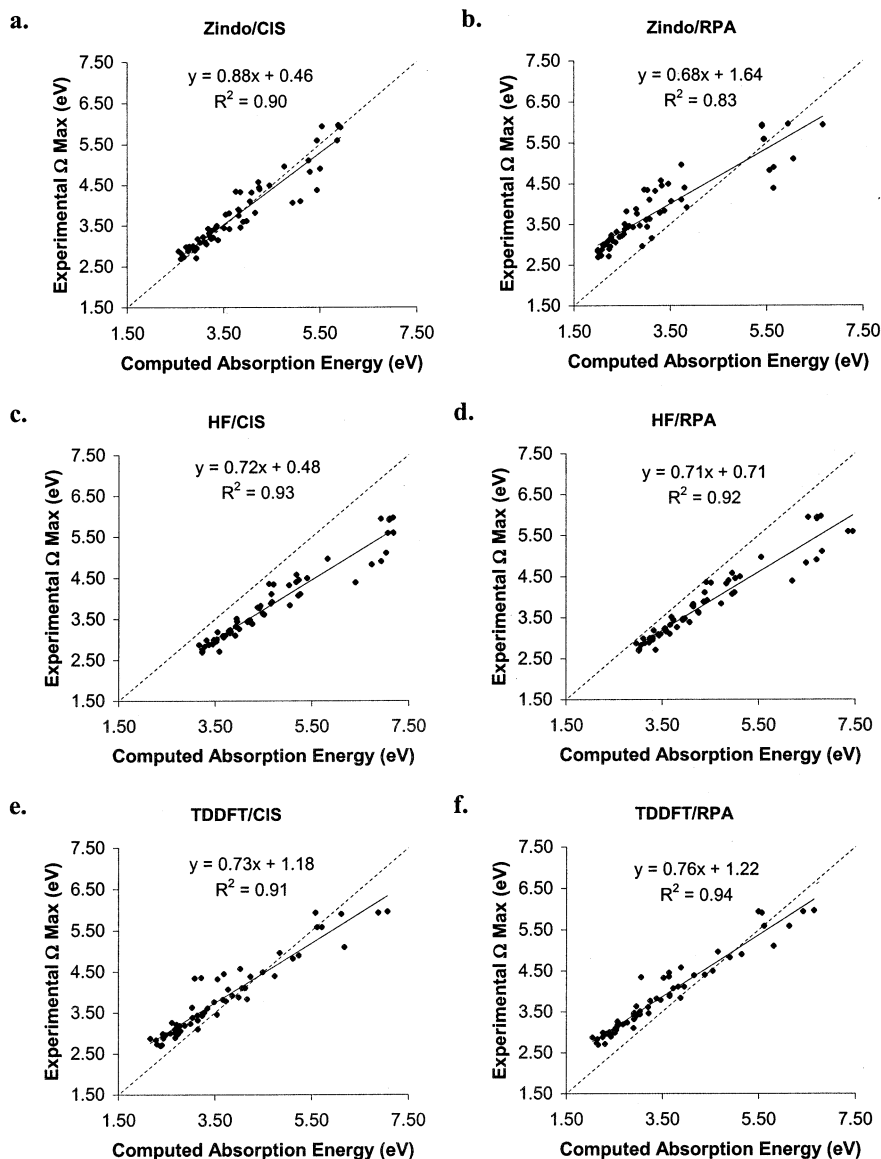 a.
Zindo/CIS
y = 0.88x + 0.46
R² = 0.90
Experimental Ω Max (eV)
7.50
6.50
5.50
4.50
3.50
2.50
1.50
1.50 3.50 5.50 7.50
Computed Absorption Energy (eV)
b.
Zindo/RPA
y = 0.68x + 1.64
R² = 0.83
Experimental Ω Max (eV)
7.50
6.50
5.50
4.50
3.50
2.50
1.50
1.50 3.50 5.50 7.50
Computed Absorption Energy (eV)
c.
HF/CIS
y = 0.72x + 0.48
R² = 0.93
Experimental Ω Max (eV)
7.50
6.50
5.50
4.50
3.50
2.50
1.50
1.50 3.50 5.50 7.50
Computed Absorption Energy (eV)
d.
HF/RPA
y = 0.71x + 0.71
R² = 0.92
Experimental Ω Max (eV)
7.50
6.50
5.50
4.50
3.50
2.50
1.50
1.50 3.50 5.50 7.50
Computed Absorption Energy (eV)
e.
TDDFT/CIS
y = 0.73x + 1.18
R² = 0.91
Experimental Ω Max (eV)
7.50
6.50
5.50
4.50
3.50
2.50
1.50
1.50 3.50 5.50 7.50
Computed Absorption Energy (eV)
f.
TDDFT/RPA
y = 0.76x + 1.22
R² = 0.94
Experimental Ω Max (eV)
7.50
6.50
5.50
4.50
3.50
2.50
1.50
1.50 3.50 5.50 7.50
Computed Absorption Energy (eV)